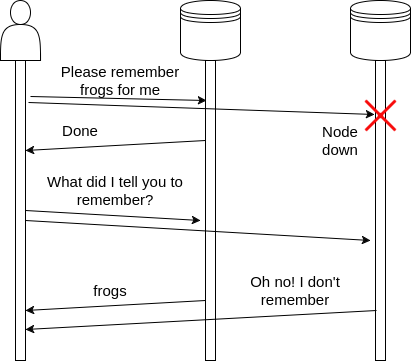 Please remember
frogs for me
Done
Node
down
What did I tell you to
remember?
Oh no! I don't
remember
frogs